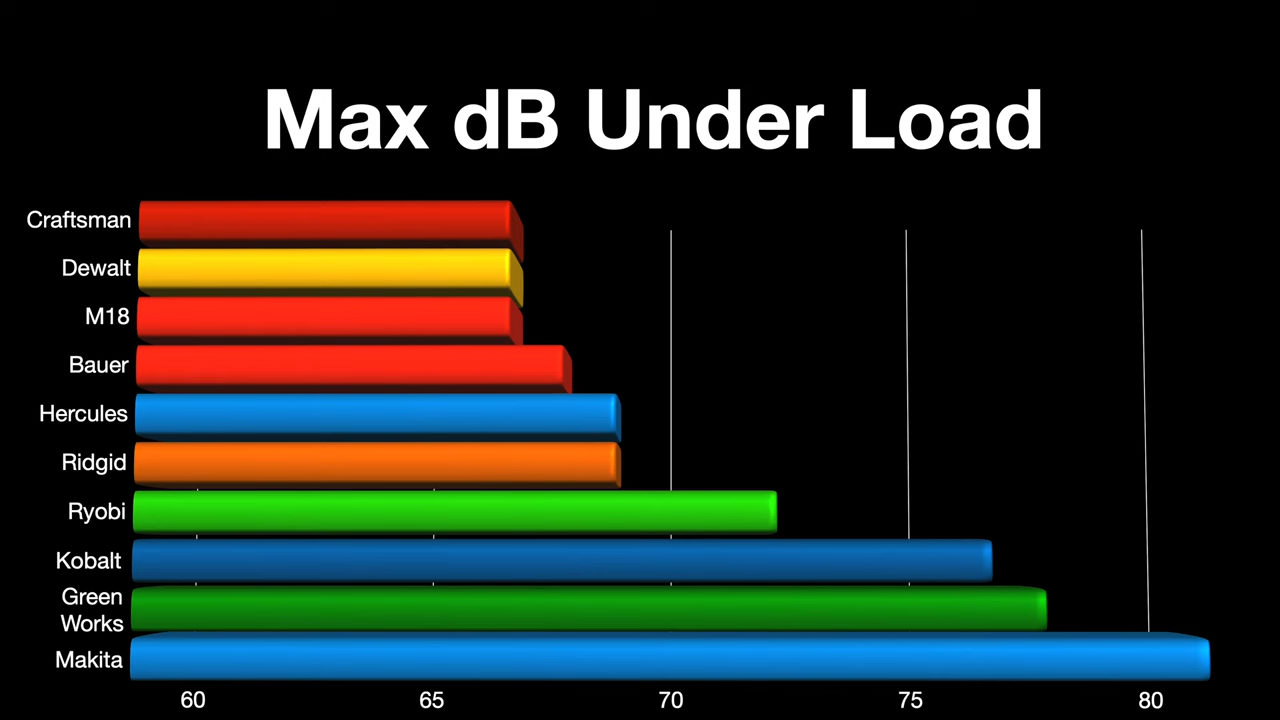 Max dB Under Load
Craftsman
Dewalt
M18
Bauer
Hercules
Ridgid
Ryobi
Kobalt
Green
Works
Makita
60 65 70 75 80